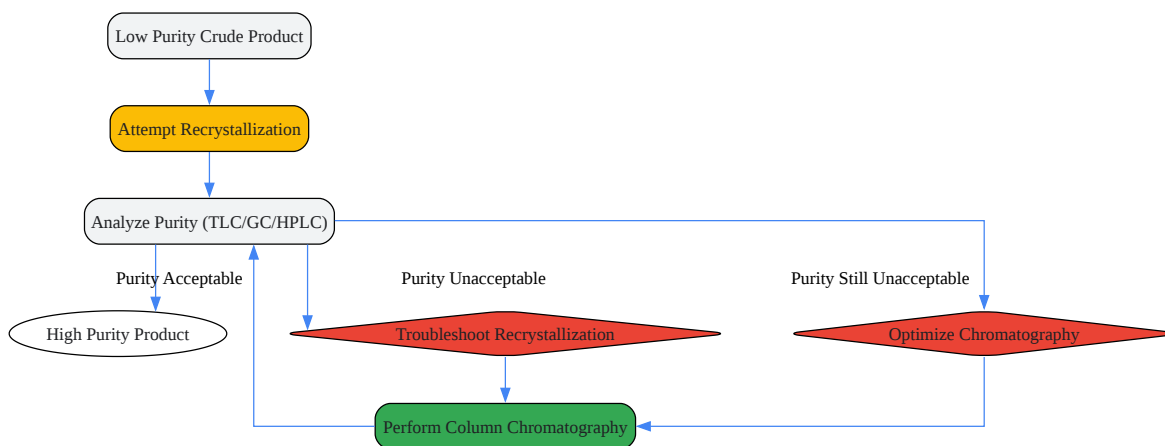 Low Purity Crude Product
Attempt Recrystallization
Analyze Purity (TLC/GC/HPLC)
Purity Acceptable
Purity Unacceptable
Purity Still Unacceptable
High Purity Product
Troubleshoot Recrystallization
Optimize Chromatography
Perform Column Chromatography